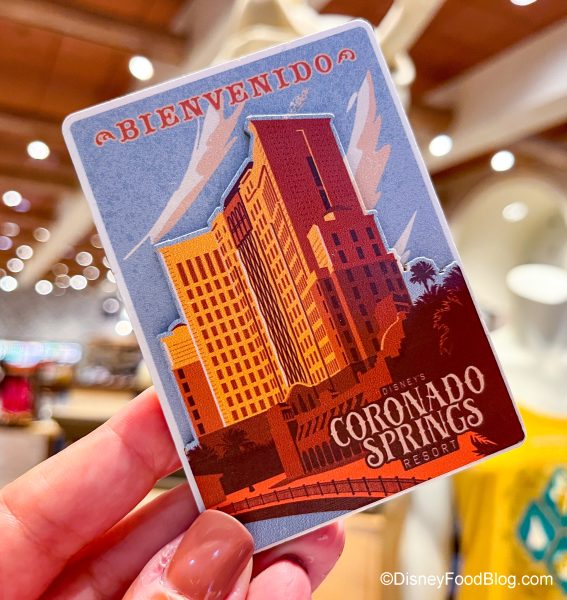 BIENVENIDO
DISNEY'S
CORONADO
SPRINGS
RESORT
©DisneyFoodBlog.com